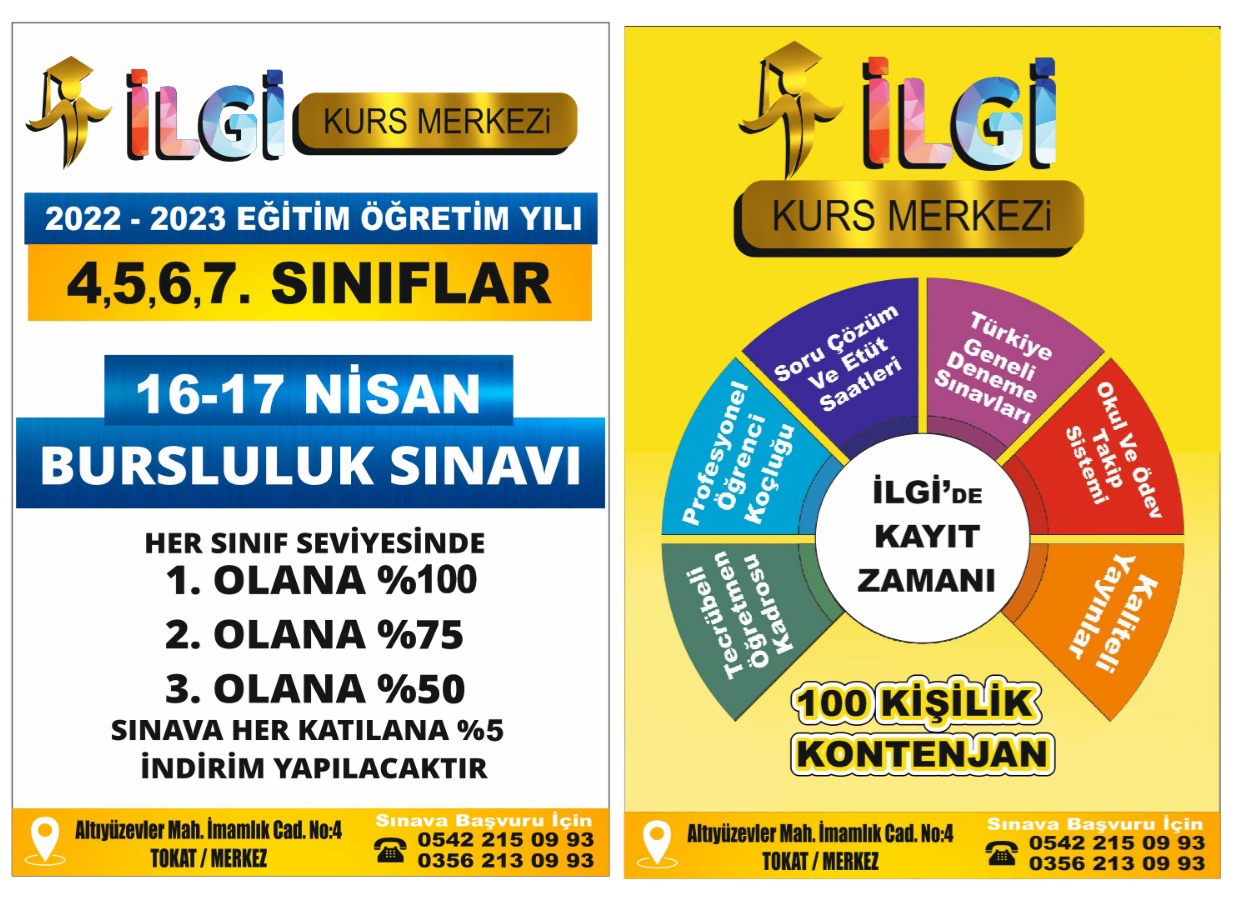 İLGİ
KURS MERKEZi
2022 - 2023 EĞİTİM ÖĞRETİM YILI
4,5,6,7. SINIFLAR
16-17 NİSAN
BURSLULUK SINAVI
HER SINIF SEVİYESİNDE
1. OLANA %100
2. OLANA %75
3. OLANA %50
SINAVA HER KATILANA %5
İNDİRİM YAPILACAKTIR
Altıyüzevler Mah. İmamlık Cad. No:4
TOKAT / MERKEZ
Sınava Başvuru İçin
0542 215 09 93
0356 213 09 93
İLGİ
KURS MERKEZi
Tecrübeli
Öğretmen
Kadrosu
Profesyonel
Öğrenci
Koçluğu
Soru Çözüm
Ve Etüt
Saatleri
Türkiye
Geneli
Deneme
Sınavları
Okul Ve Ödev
Takip
Sistemi
Kaliteli
Yayınlar
İLGİ'DE
KAYIT
ZAMANI
100 KİŞİLİK
KONTENJAN
Altıyüzevler Mah. İmamlık Cad. No:4
TOKAT / MERKEZ
Sınava Başvuru İçin
0542 215 09 93
0356 213 09 93